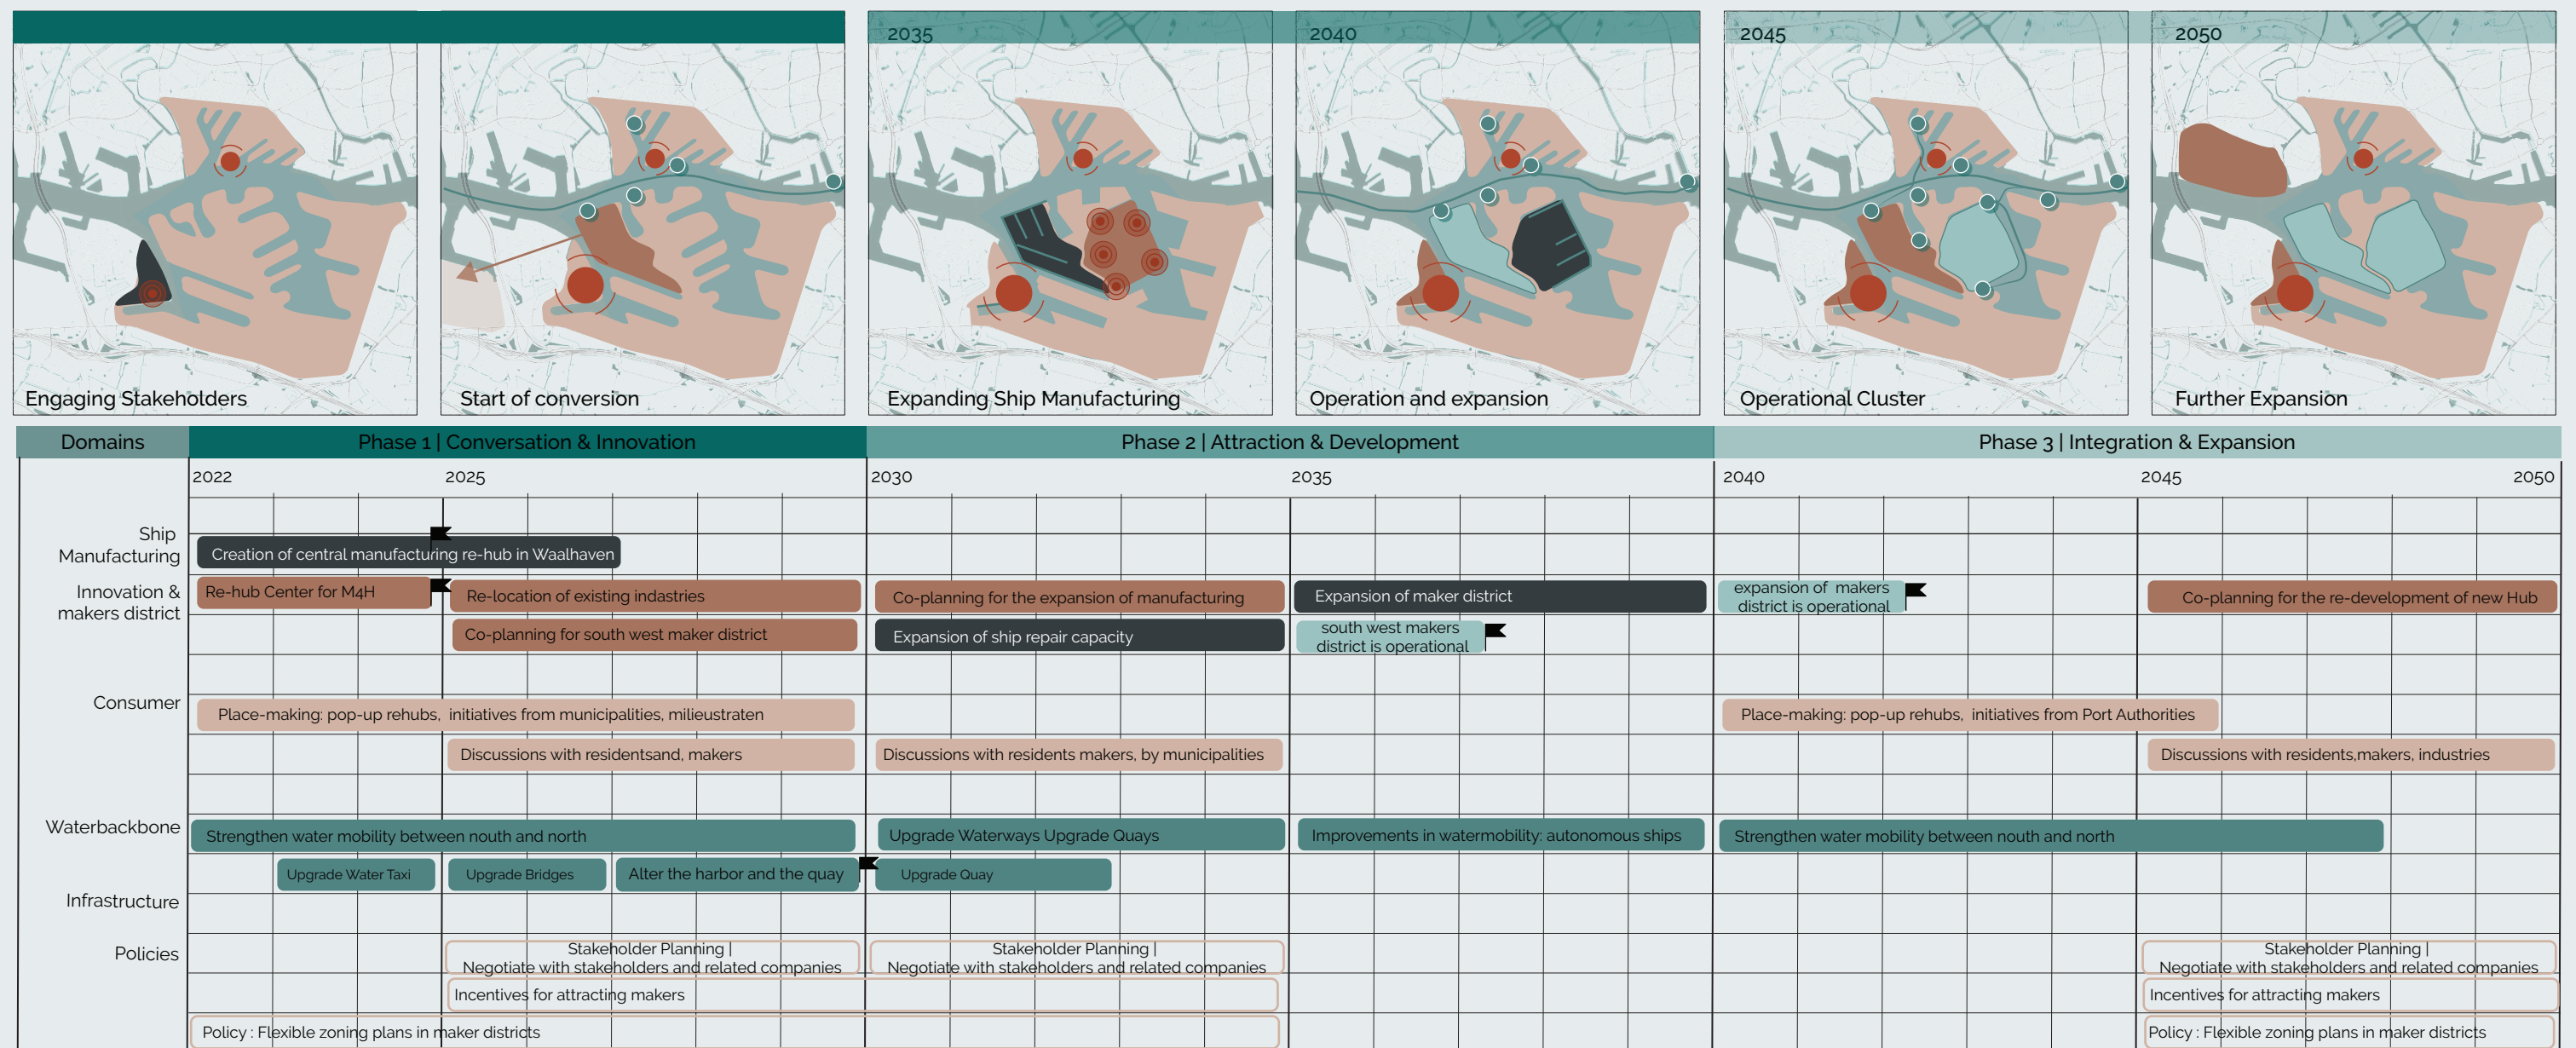 2035
2040
2045
2050
Engaging Stakeholders
Start of conversion
Expanding Ship Manufacturing
Operation and expansion
Operational Cluster
Further Expansion
Domains
Phase 1 | Conversation & Innovation
Phase 2 | Attraction & Development
Phase 3 | Integration & Expansion
2022
2025
2030
2035
2040
2045
2050
Ship
Manufacturing
Creation of central manufacturing re-hub in Waalhaven
Innovation &
makers district
Re-hub Center for M4H
Re-location of existing indastries
Co-planning for the expansion of manufacturing
Expansion of maker district
expansion of makers
district is operational
Co-planning for the re-development of new Hub
Co-planning for south west maker district
Expansion of ship repair capacity
south west makers
district is operational
Consumer
Place-making: pop-up rehubs, initiatives from municipalities, milieustraten
Place-making: pop-up rehubs, initiatives from Port Authorities
Discussions with residentsand, makers
Discussions with residents makers, by municipalities
Discussions with residents,makers, industries
Waterbackbone
Strengthen water mobility between nouth and north
Upgrade Waterways Upgrade Quays
Improvements in watermobility: autonomous ships
Strengthen water mobility between nouth and north
Upgrade Water Taxi
Upgrade Bridges
Alter the harbor and the quay
Upgrade Quay
Infrastructure
Policies
Stakeholder Planning |
Negotiate with stakeholders and related companies
Stakeholder Planning |
Negotiate with stakeholders and related companies
Stakeholder Planning |
Negotiate with stakeholders and related companies
Incentives for attracting makers
Incentives for attracting makers
Policy : Flexible zoning plans in maker districts
Policy : Flexible zoning plans in maker districts